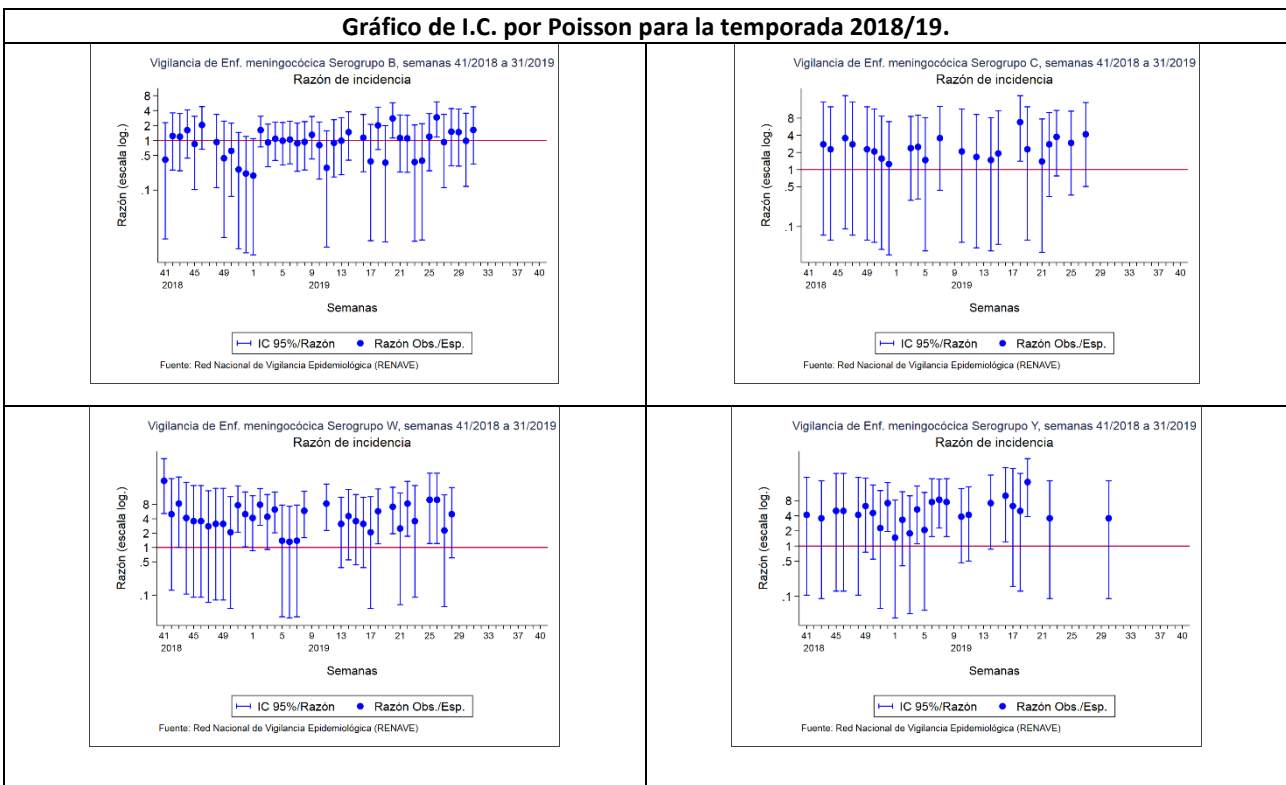 Gráfico de I.C. por Poisson para la temporada 2018/19.
Vigilancia de Enf. meningocócica Serogrupo B, semanas 41/2018 a 31/2019
Razón de incidencia
Razón (escala log.)
8
4
2
1
.5
.1
41 45 49 1 5 9 13 17 21 25 29 33 37 40
2018 2019
Semanas
IC 95%/Razón Razón Obs./Esp.
Fuente: Red Nacional de Vigilancia Epidemiológica (RENAVE)
Vigilancia de Enf. meningocócica Serogrupo C, semanas 41/2018 a 31/2019
Razón de incidencia
Razón (escala log.)
8
4
2
1
.5
.1
41 45 49 1 5 9 13 17 21 25 29 33 37 40
2018 2019
Semanas
IC 95%/Razón Razón Obs./Esp.
Fuente: Red Nacional de Vigilancia Epidemiológica (RENAVE)
Vigilancia de Enf. meningocócica Serogrupo W, semanas 41/2018 a 31/2019
Razón de incidencia
Razón (escala log.)
8
4
2
1
.5
.1
41 45 49 1 5 9 13 17 21 25 29 33 37 40
2018 2019
Semanas
IC 95%/Razón Razón Obs./Esp.
Fuente: Red Nacional de Vigilancia Epidemiológica (RENAVE)
Vigilancia de Enf. meningocócica Serogrupo Y, semanas 41/2018 a 31/2019
Razón de incidencia
Razón (escala log.)
8
4
2
1
.5
.1
41 45 49 1 5 9 13 17 21 25 29 33 37 40
2018 2019
Semanas
IC 95%/Razón Razón Obs./Esp.
Fuente: Red Nacional de Vigilancia Epidemiológica (RENAVE)